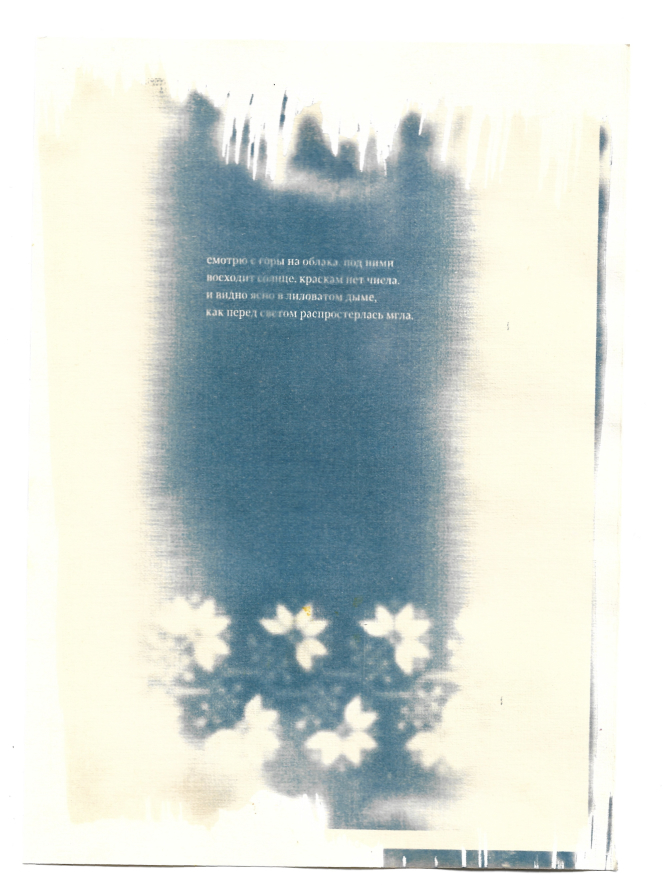 смотрю с горы на облака. под ними
восходит солнце. краскам нет числа.
и видно ясно в лиловатом дыме,
как перед светом распростерлась мгла.